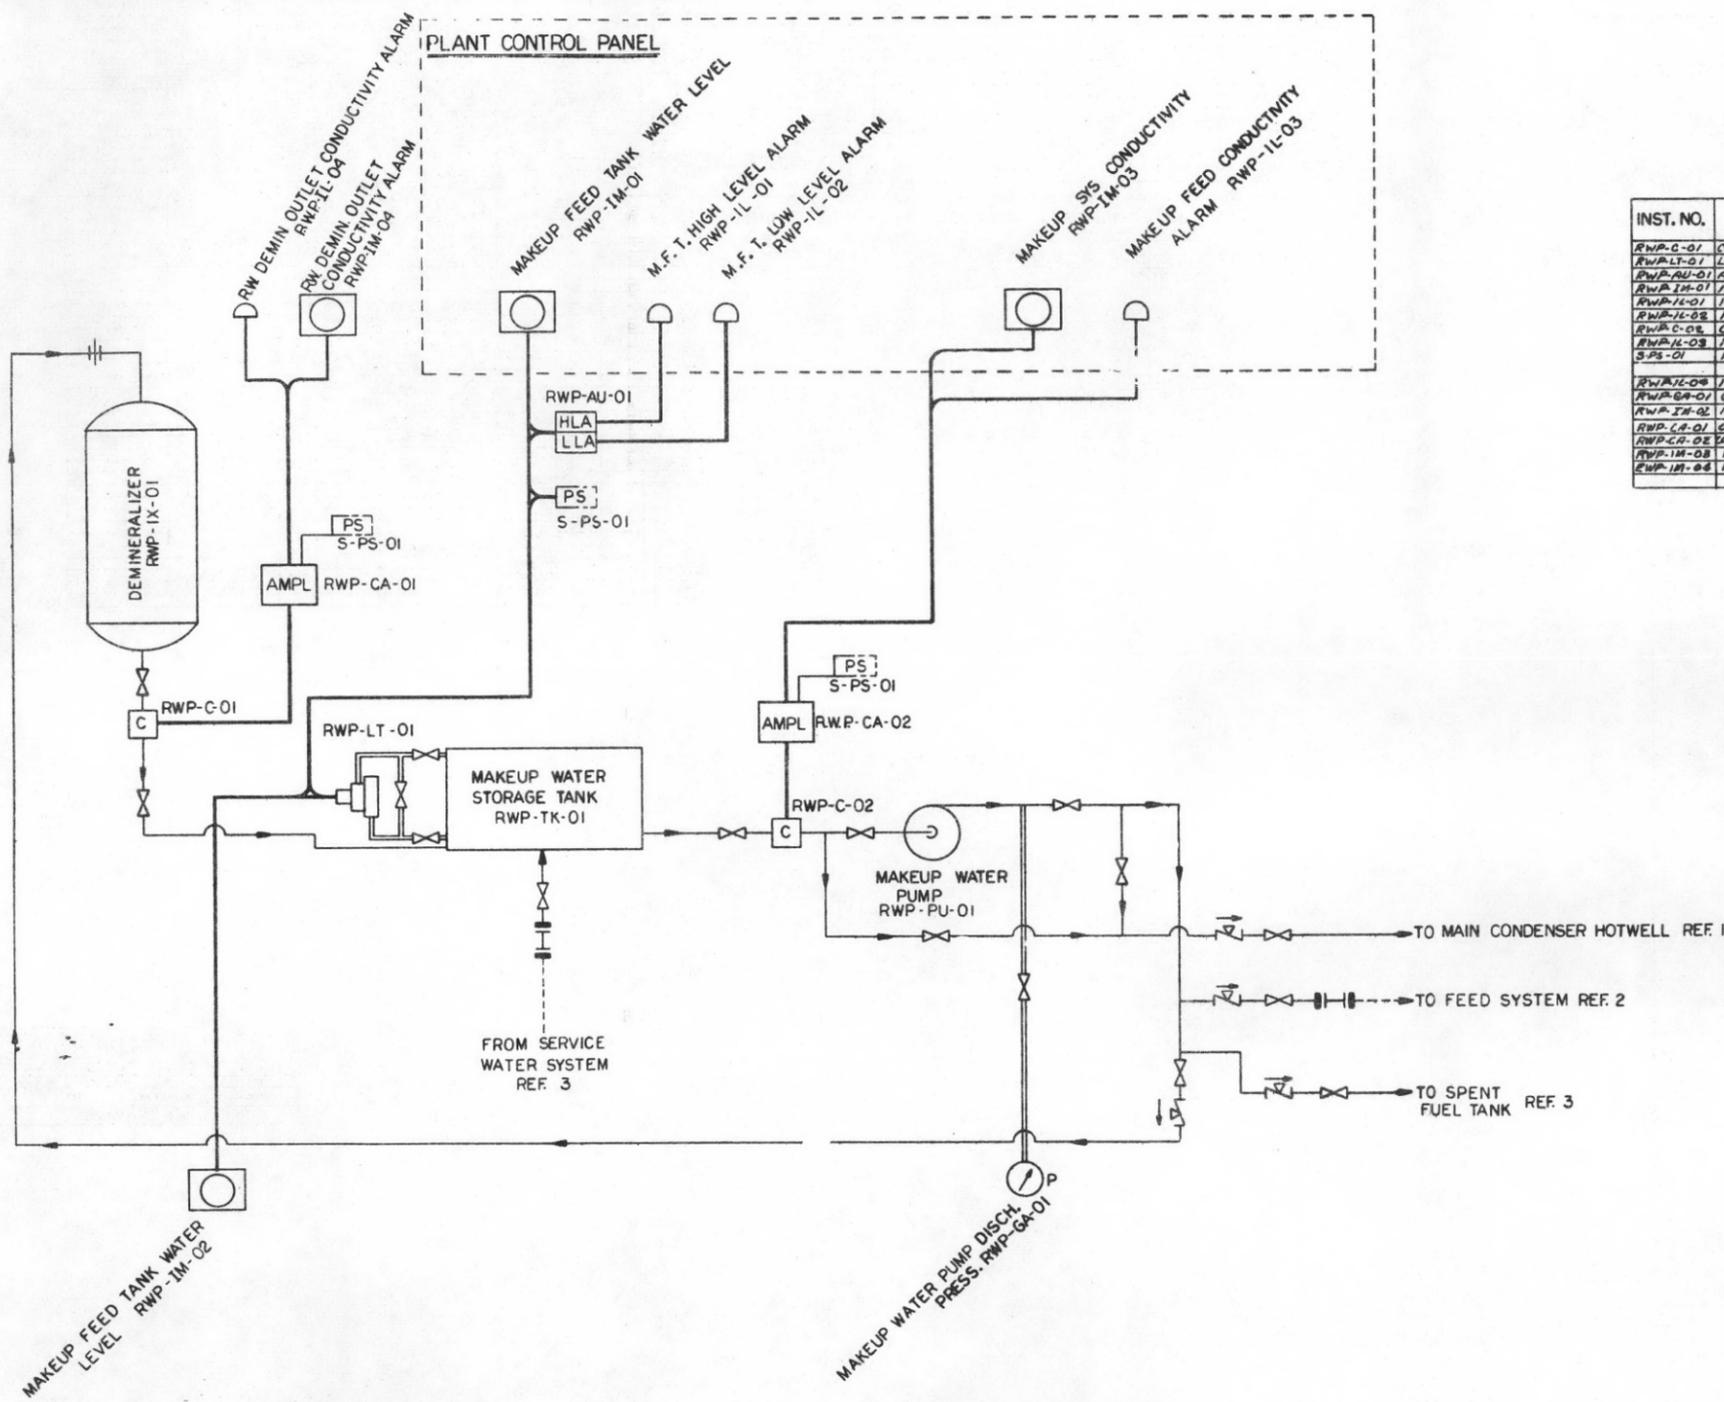 PLANT CONTROL PANEL
RW. DEMIN OUTLET CONDUCTIVITY ALARM
RWP-IL-04
RW. DEMIN. OUTLET
CONDUCTIVITY ALARM
RWP-IM-04
MAKEUP FEED TANK WATER LEVEL
RWP-IM-01
M.F.T. HIGH LEVEL ALARM
RWP-IL-01
M.F.T. LOW LEVEL ALARM
RWP-IL-02
MAKEUP SYS CONDUCTIVITY
RWP-IM-03
MAKEUP FEED CONDUCTIVITY
ALARM RWP-IL-03
INST. NO.
RWP-C-01
RWP-LT-01
RWP-AU-01
RWP-IM-01
RWP-IL-01
RWP-IL-02
RWP-C-02
RWP-IL-03
S-PS-01
RWP-IL-04
RWP-GA-01
RWP-IM-02
RWP-CA-01
RWP-CA-02
RWP-IM-03
RWP-IM-04
RWP-AU-01
HLA
LLA
PS
S-PS-01
DEMINERALIZER
RWP-IX-01
PS
S-PS-01
AMPL RWP-CA-01
C
RWP-C-01
RWP-LT-01
MAKEUP WATER
STORAGE TANK
RWP-TK-01
PS
S-PS-01
AMPL RWP-CA-02
RWP-C-02
C
MAKEUP WATER
PUMP
RWP-PU-01
TO MAIN CONDENSER HOTWELL REF. 1
TO FEED SYSTEM REF. 2
TO SPENT
FUEL TANK REF. 3
FROM SERVICE
WATER SYSTEM
REF. 3
P
MAKEUP WATER PUMP DISCH.
PRESS. RWP-GA-01
MAKEUP FEED TANK WATER
LEVEL RWP-IM-02